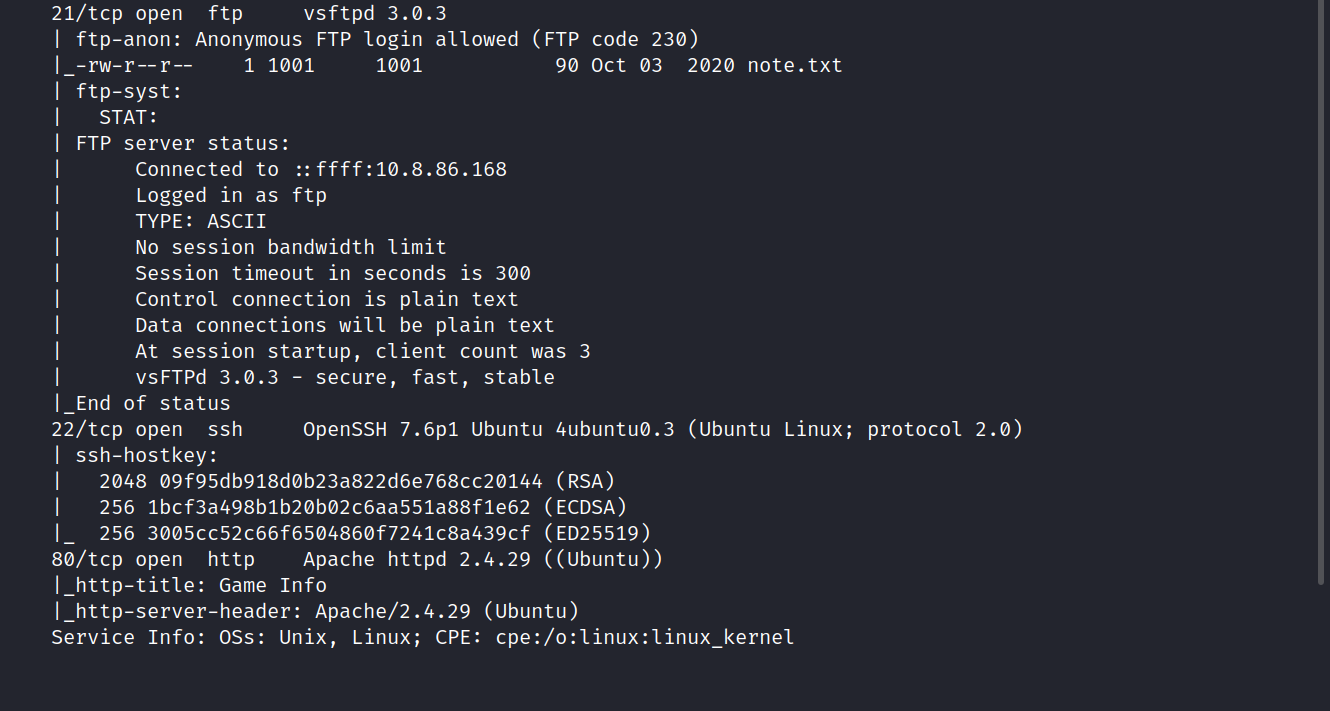 21/tcp open  ftp     vsftpd 3.0.3
| ftp-anon: Anonymous FTP login allowed (FTP code 230)
|_-rw-r--r--    1 1001     1001           90 Oct 03  2020 note.txt
| ftp-syst:
|   STAT:
| FTP server status:
|      Connected to ::ffff:10.8.86.168
|      Logged in as ftp
|      TYPE: ASCII
|      No session bandwidth limit
|      Session timeout in seconds is 300
|      Control connection is plain text
|      Data connections will be plain text
|      At session startup, client count was 3
|      vsFTPd 3.0.3 - secure, fast, stable
|_End of status
22/tcp open  ssh     OpenSSH 7.6p1 Ubuntu 4ubuntu0.3 (Ubuntu Linux; protocol 2.0)
| ssh-hostkey:
|   2048 09f95db918d0b23a822d6e768cc20144 (RSA)
|   256 1bcf3a498b1b20b02c6aa551a88f1e62 (ECDSA)
|_  256 3005cc52c66f6504860f7241c8a439cf (ED25519)
80/tcp open  http    Apache httpd 2.4.29 ((Ubuntu))
|_http-title: Game Info
|_http-server-header: Apache/2.4.29 (Ubuntu)
Service Info: OSs: Unix, Linux; CPE: cpe:/o:linux:linux_kernel